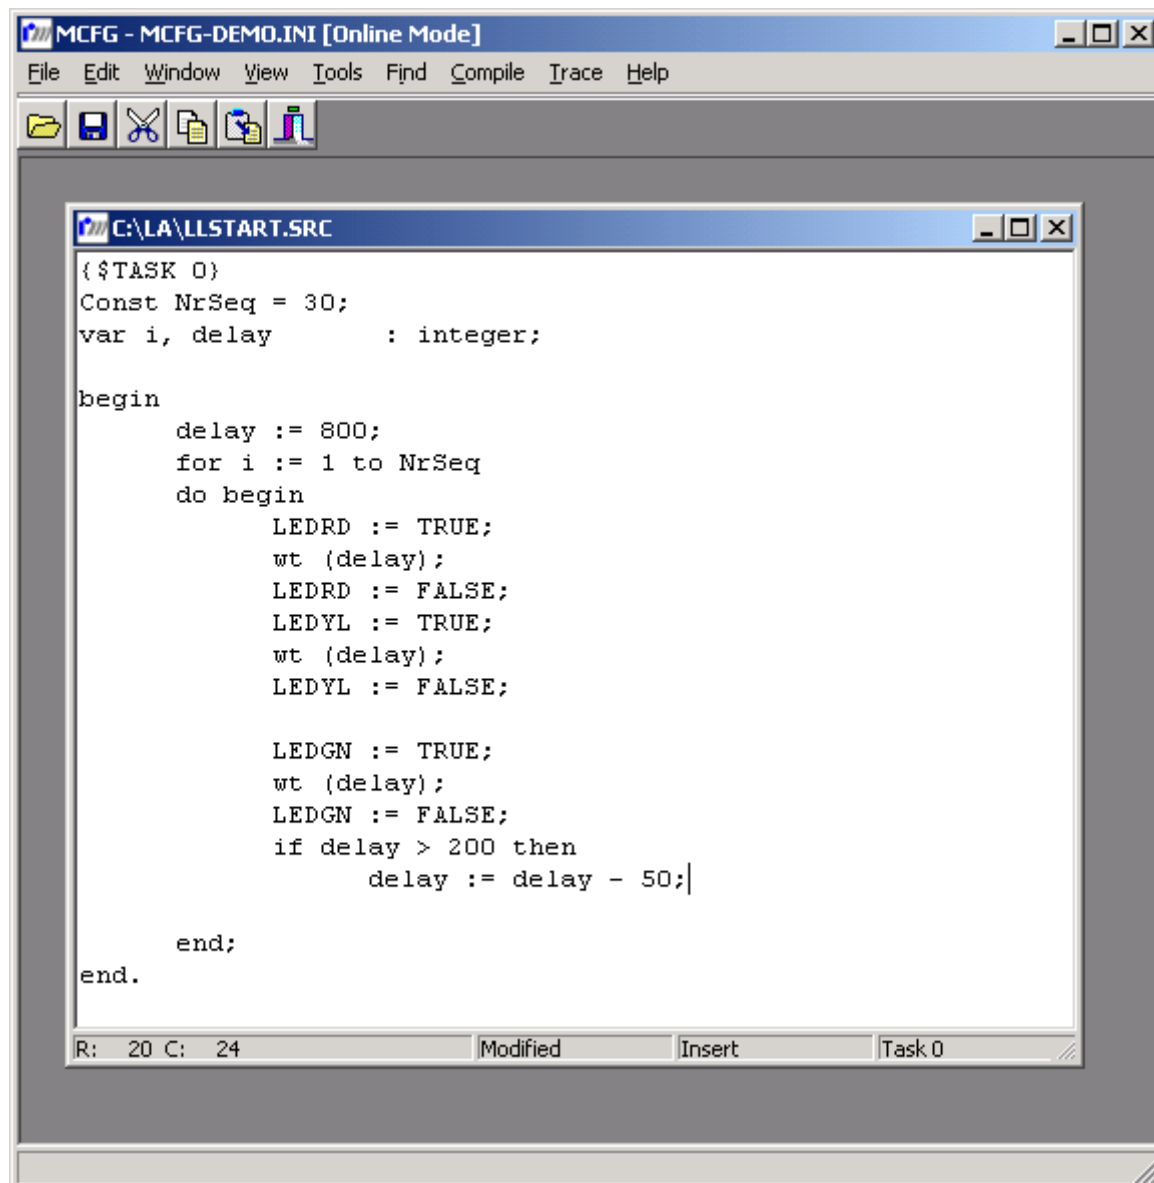 MCFG - MCFG-DEMO.INI [Online Mode]
File Edit Window View Tools Find Compile Trace Help
C:\LA\LLSTART.SRC
{$TASK 0}
Const NrSeq = 30;
var i, delay : integer;
begin
delay := 800;
for i := 1 to NrSeq
do begin
LEDRD := TRUE;
wt (delay);
LEDRD := FALSE;
LEDYL := TRUE;
wt (delay);
LEDYL := FALSE;
LEDGN := TRUE;
wt (delay);
LEDGN := FALSE;
if delay > 200 then
delay := delay - 50;
end;
end.
R: 20 C: 24 Modified Insert Task 0